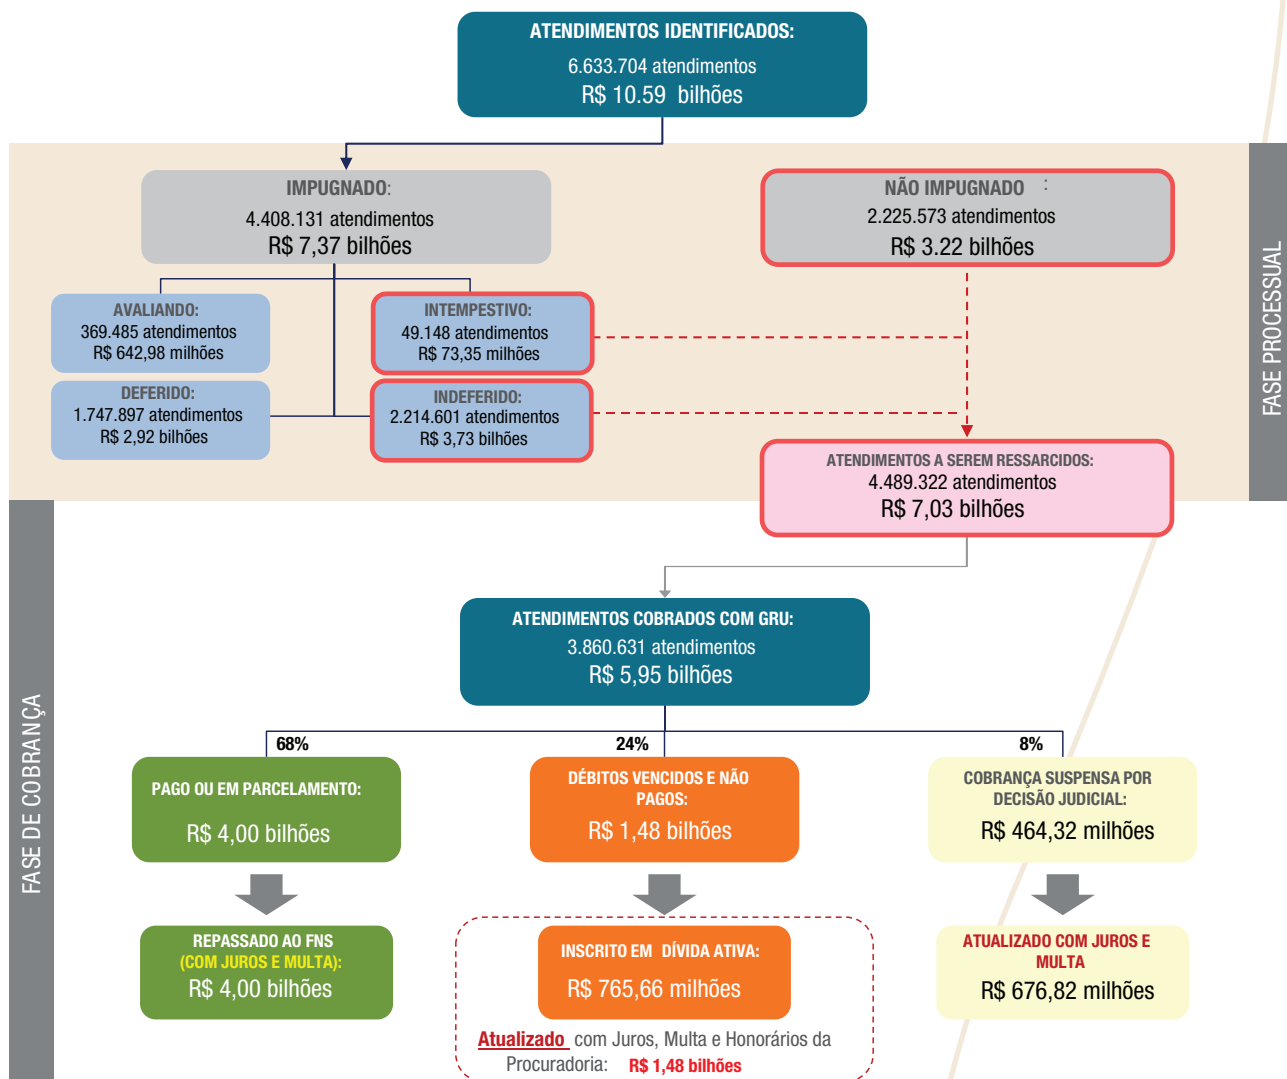 ATENDIMENTOS IDENTIFICADOS:
6.633.704 atendimentos
R$ 10.59 bilhões
FASE PROCESSUAL
IMPUGNADO:
4.408.131 atendimentos
R$ 7,37 bilhões
NÃO IMPUGNADO :
2.225.573 atendimentos
R$ 3.22 bilhões
AVALIANDO:
369.485 atendimentos
R$ 642,98 milhões
INTEMPESTIVO:
49.148 atendimentos
R$ 73,35 milhões
DEFERIDO:
1.747.897 atendimentos
R$ 2,92 bilhões
INDEFERIDO:
2.214.601 atendimentos
R$ 3,73 bilhões
ATENDIMENTOS A SEREM RESSARCIDOS:
4.489.322 atendimentos
R$ 7,03 bilhões
FASE DE COBRANÇA
ATENDIMENTOS COBRADOS COM GRU:
3.860.631 atendimentos
R$ 5,95 bilhões
68%
24%
8%
PAGO OU EM PARCELAMENTO:
R$ 4,00 bilhões
DÉBITOS VENCIDOS E NÃO
PAGOS:
R$ 1,48 bilhões
COBRANÇA SUSPENSA POR
DECISÃO JUDICIAL:
R$ 464,32 milhões
REPASSADO AO FNS
(COM JUROS E MULTA):
R$ 4,00 bilhões
INSCRITO EM DÍVIDA ATIVA:
R$ 765,66 milhões
Atualizado com Juros, Multa e Honorários da
Procuradoria: R$ 1,48 bilhões
ATUALIZADO COM JUROS E
MULTA
R$ 676,82 milhões